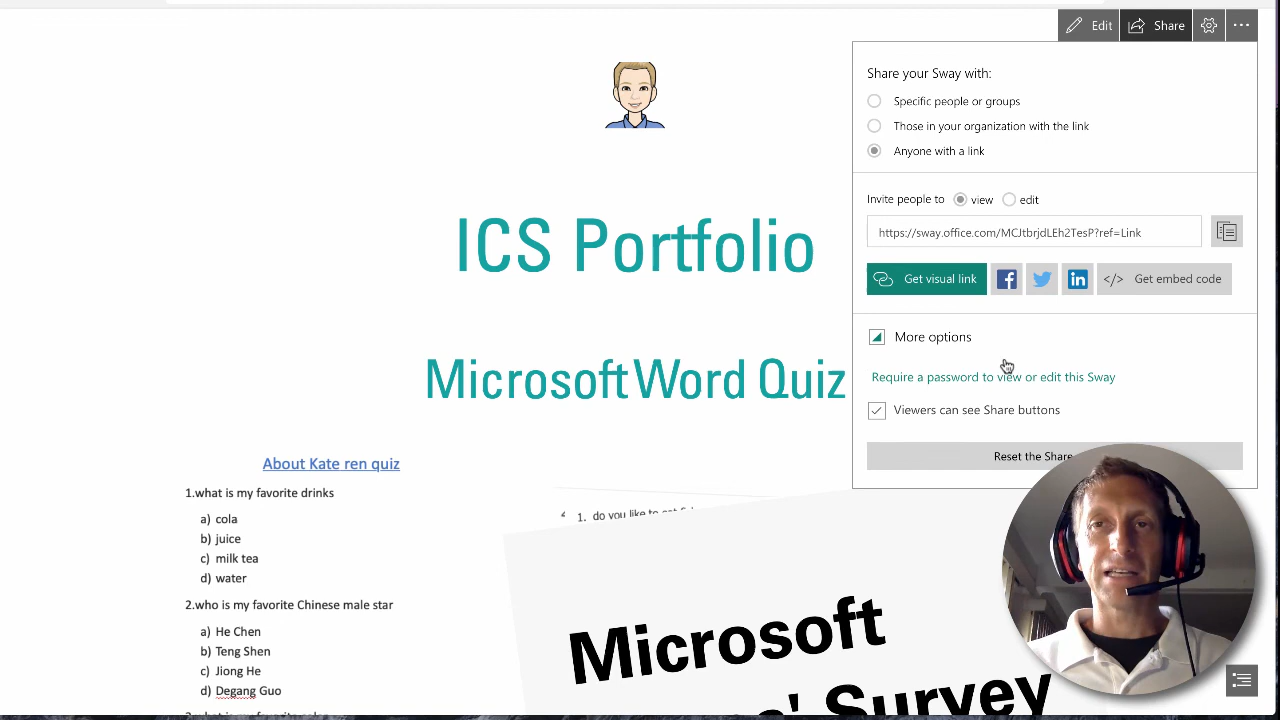 Edit Share
Share your Sway with:
Specific people or groups
Those in your organization with the link
Anyone with a link
Invite people to view edit
https://sway.office.com/MCJtbrjdLEh2TesP?ref=Link
Get visual link </> Get embed code
More options
Require a password to view or edit this Sway
Viewers can see Share buttons
Reset the Share
ICS Portfolio
Microsoft Word Quiz
About Kate ren quiz
1.what is my favorite drinks
a) cola
b) juice
c) milk tea
d) water
2.who is my favorite Chinese male star
a) He Chen
b) Teng Shen
c) Jiong He
d) Degang Guo
1. do you like to eat
Microsoft
Survey